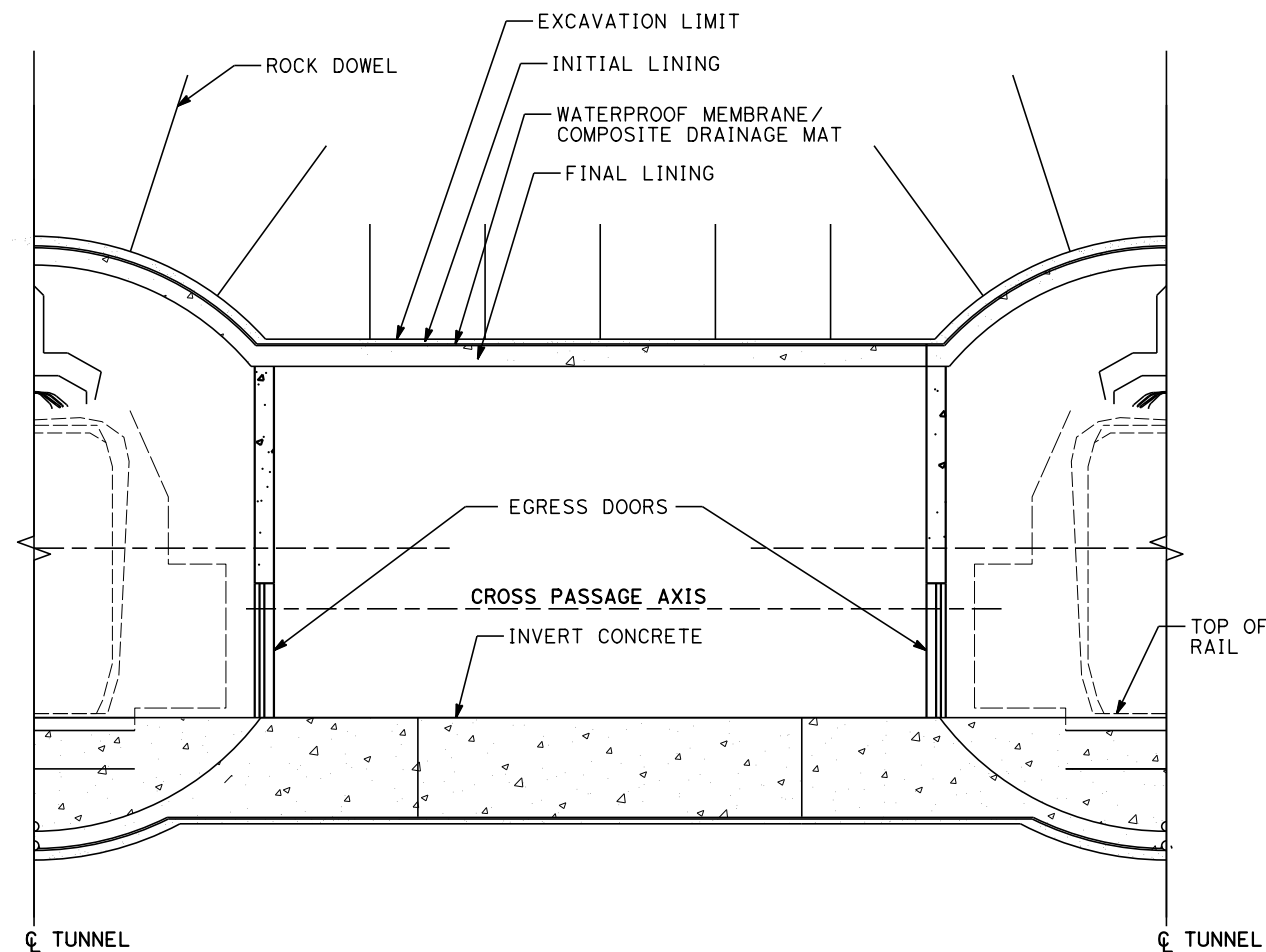 EXCAVATION LIMIT
ROCK DOWEL
INITIAL LINING
WATERPROOF MEMBRANE/
COMPOSITE DRAINAGE MAT
FINAL LINING
EGRESS DOORS
CROSS PASSAGE AXIS
INVERT CONCRETE
TOP OF
RAIL
℄ TUNNEL
℄ TUNNEL